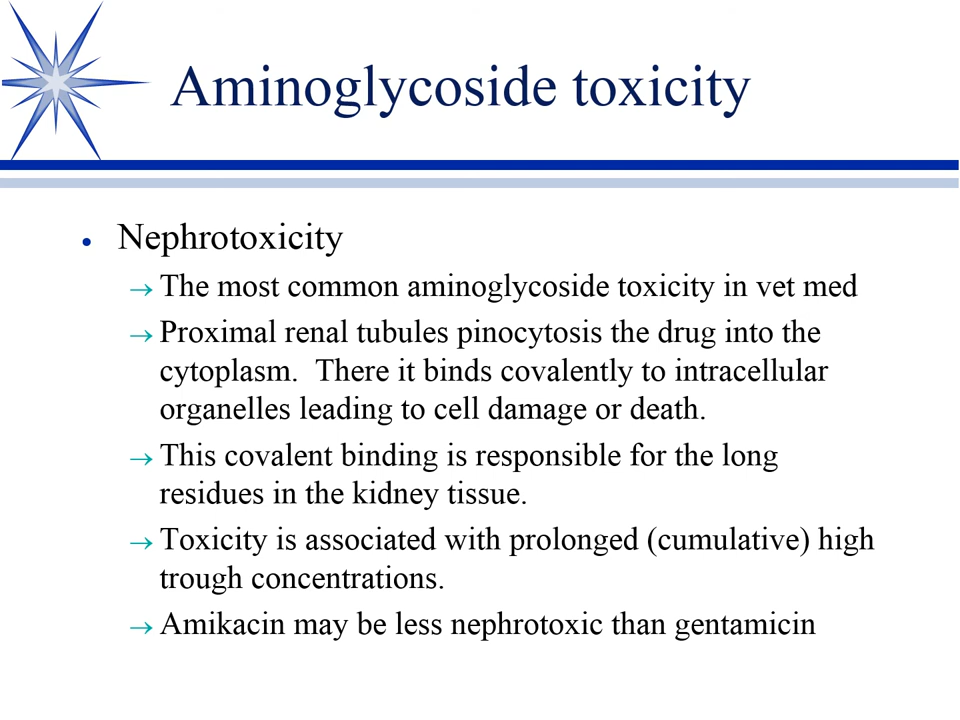 Aminoglycoside toxicity
• Nephrotoxicity
→ The most common aminoglycoside toxicity in vet med
→ Proximal renal tubules pinocytosis the drug into the
cytoplasm.  There it binds covalently to intracellular
organelles leading to cell damage or death.
→ This covalent binding is responsible for the long
residues in the kidney tissue.
→ Toxicity is associated with prolonged (cumulative) high
trough concentrations.
→ Amikacin may be less nephrotoxic than gentamicin